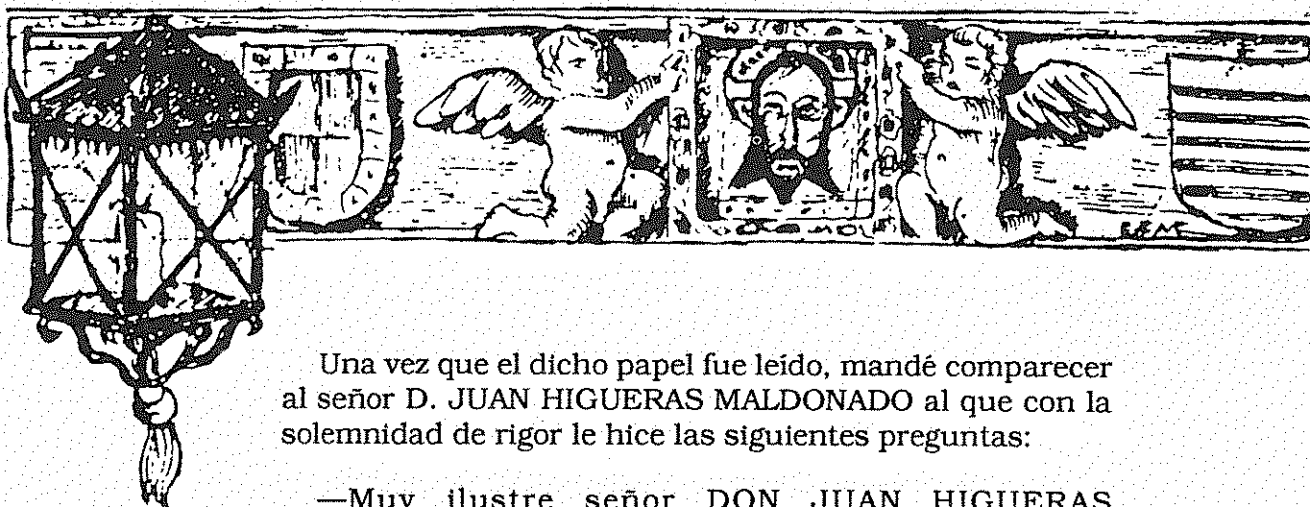 Una vez que el dicho papel fue leído, mandé comparecer
al señor D. JUAN HIGUERAS MALDONADO al que con la
solemnidad de rigor le hice las siguientes preguntas:
—Muy ilustre señor DON JUAN HIGUERAS